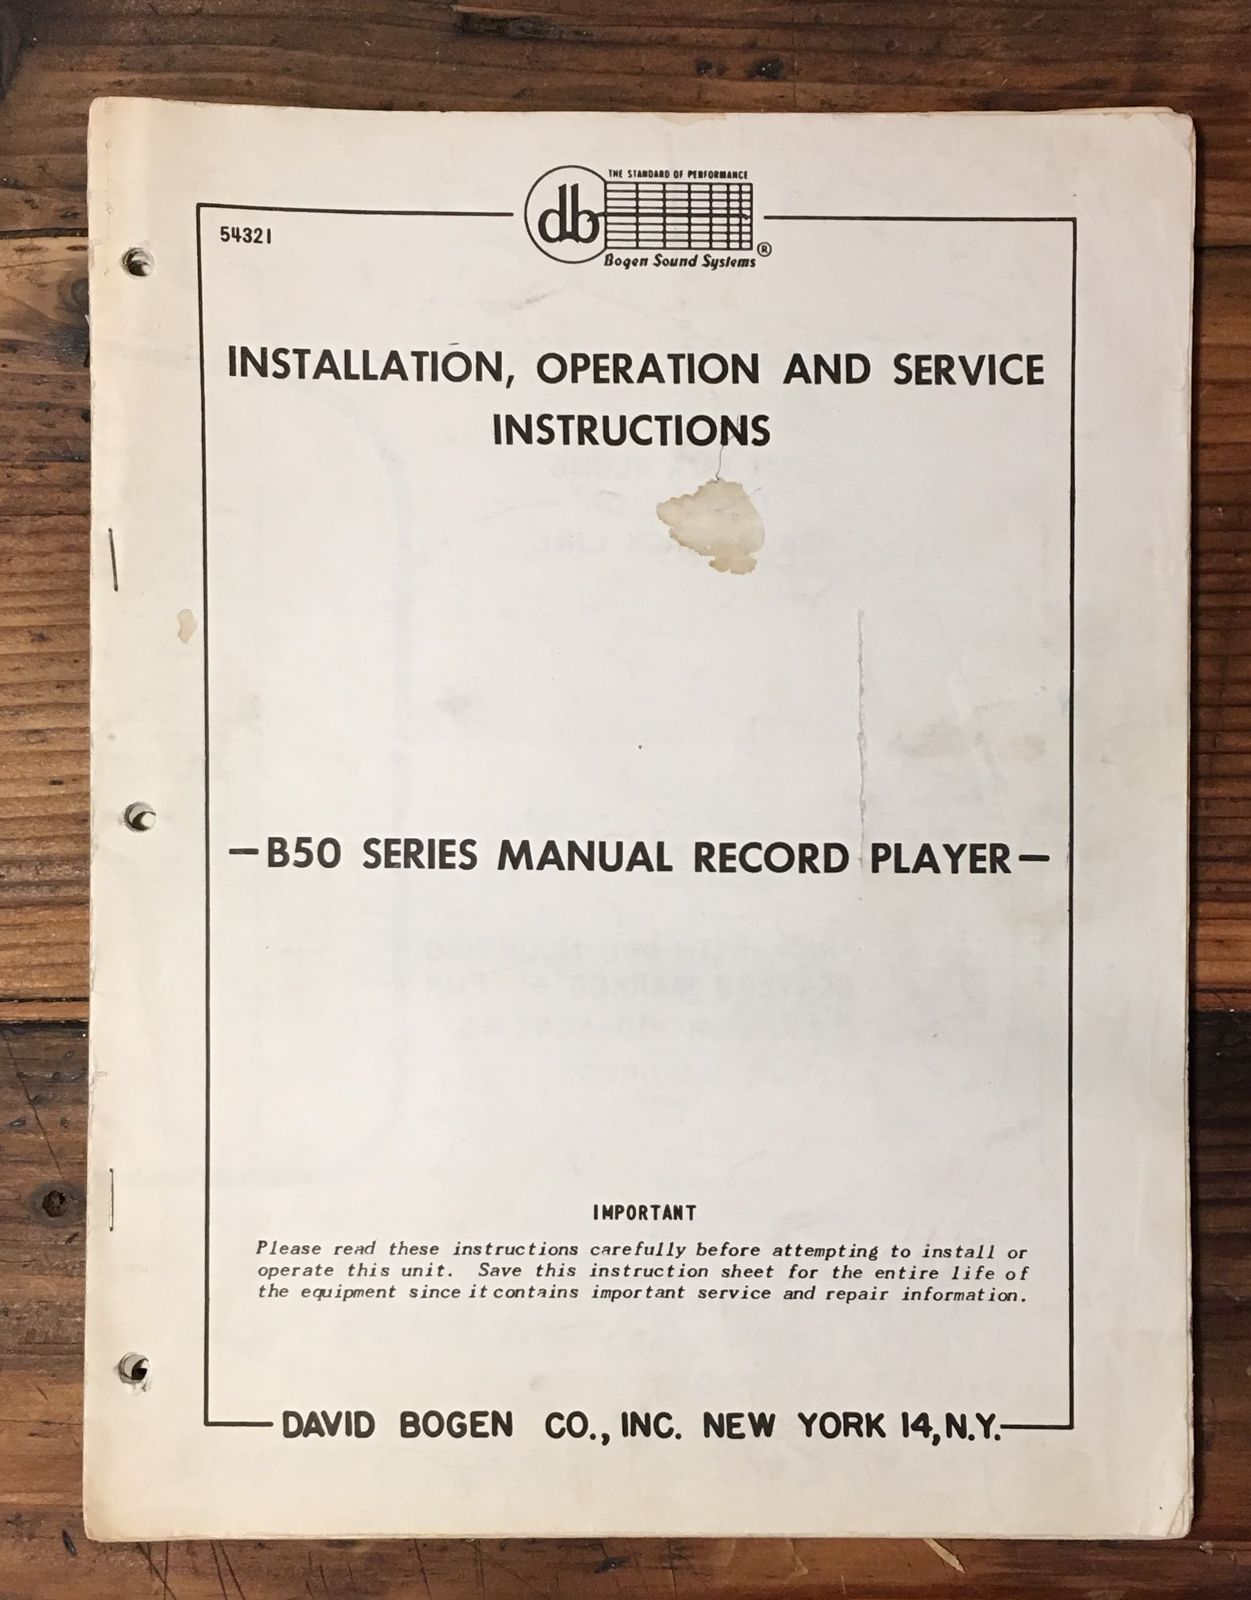 THE STANDARD OF PERFORMANCE
db
Bogen Sound Systems®
54321
INSTALLATION, OPERATION AND SERVICE
INSTRUCTIONS
—B50 SERIES MANUAL RECORD PLAYER—
IMPORTANT
Please read these instructions carefully before attempting to install or
operate this unit. Save this instruction sheet for the entire life of
the equipment since it contains important service and repair information.
DAVID BOGEN CO., INC. NEW YORK 14, N.Y.